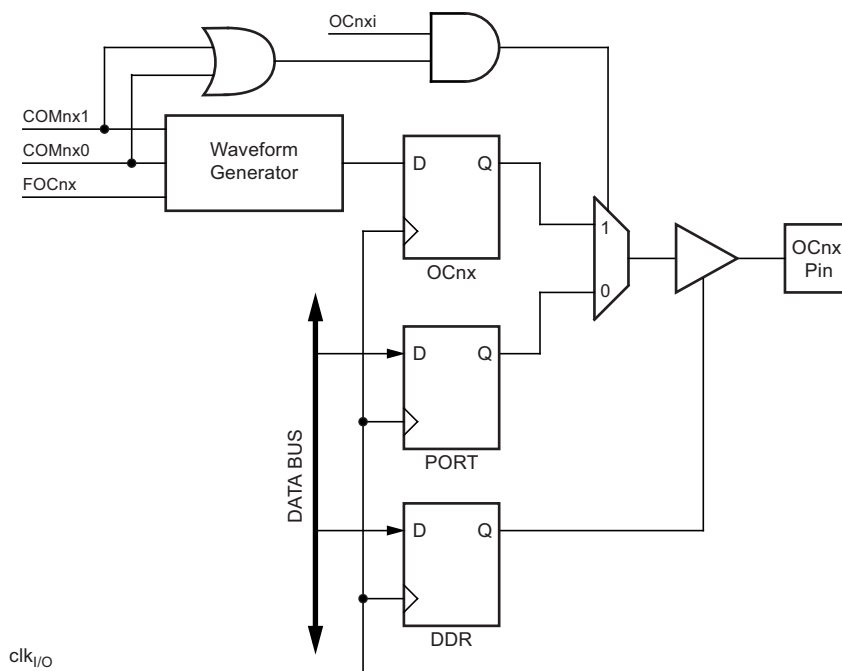 OCnxi
COMnx1
COMnx0
FOCnx
Waveform
Generator
D Q
OCnx
1
0
OCnx
Pin
D Q
PORT
DATA BUS
D Q
DDR
clkI/O